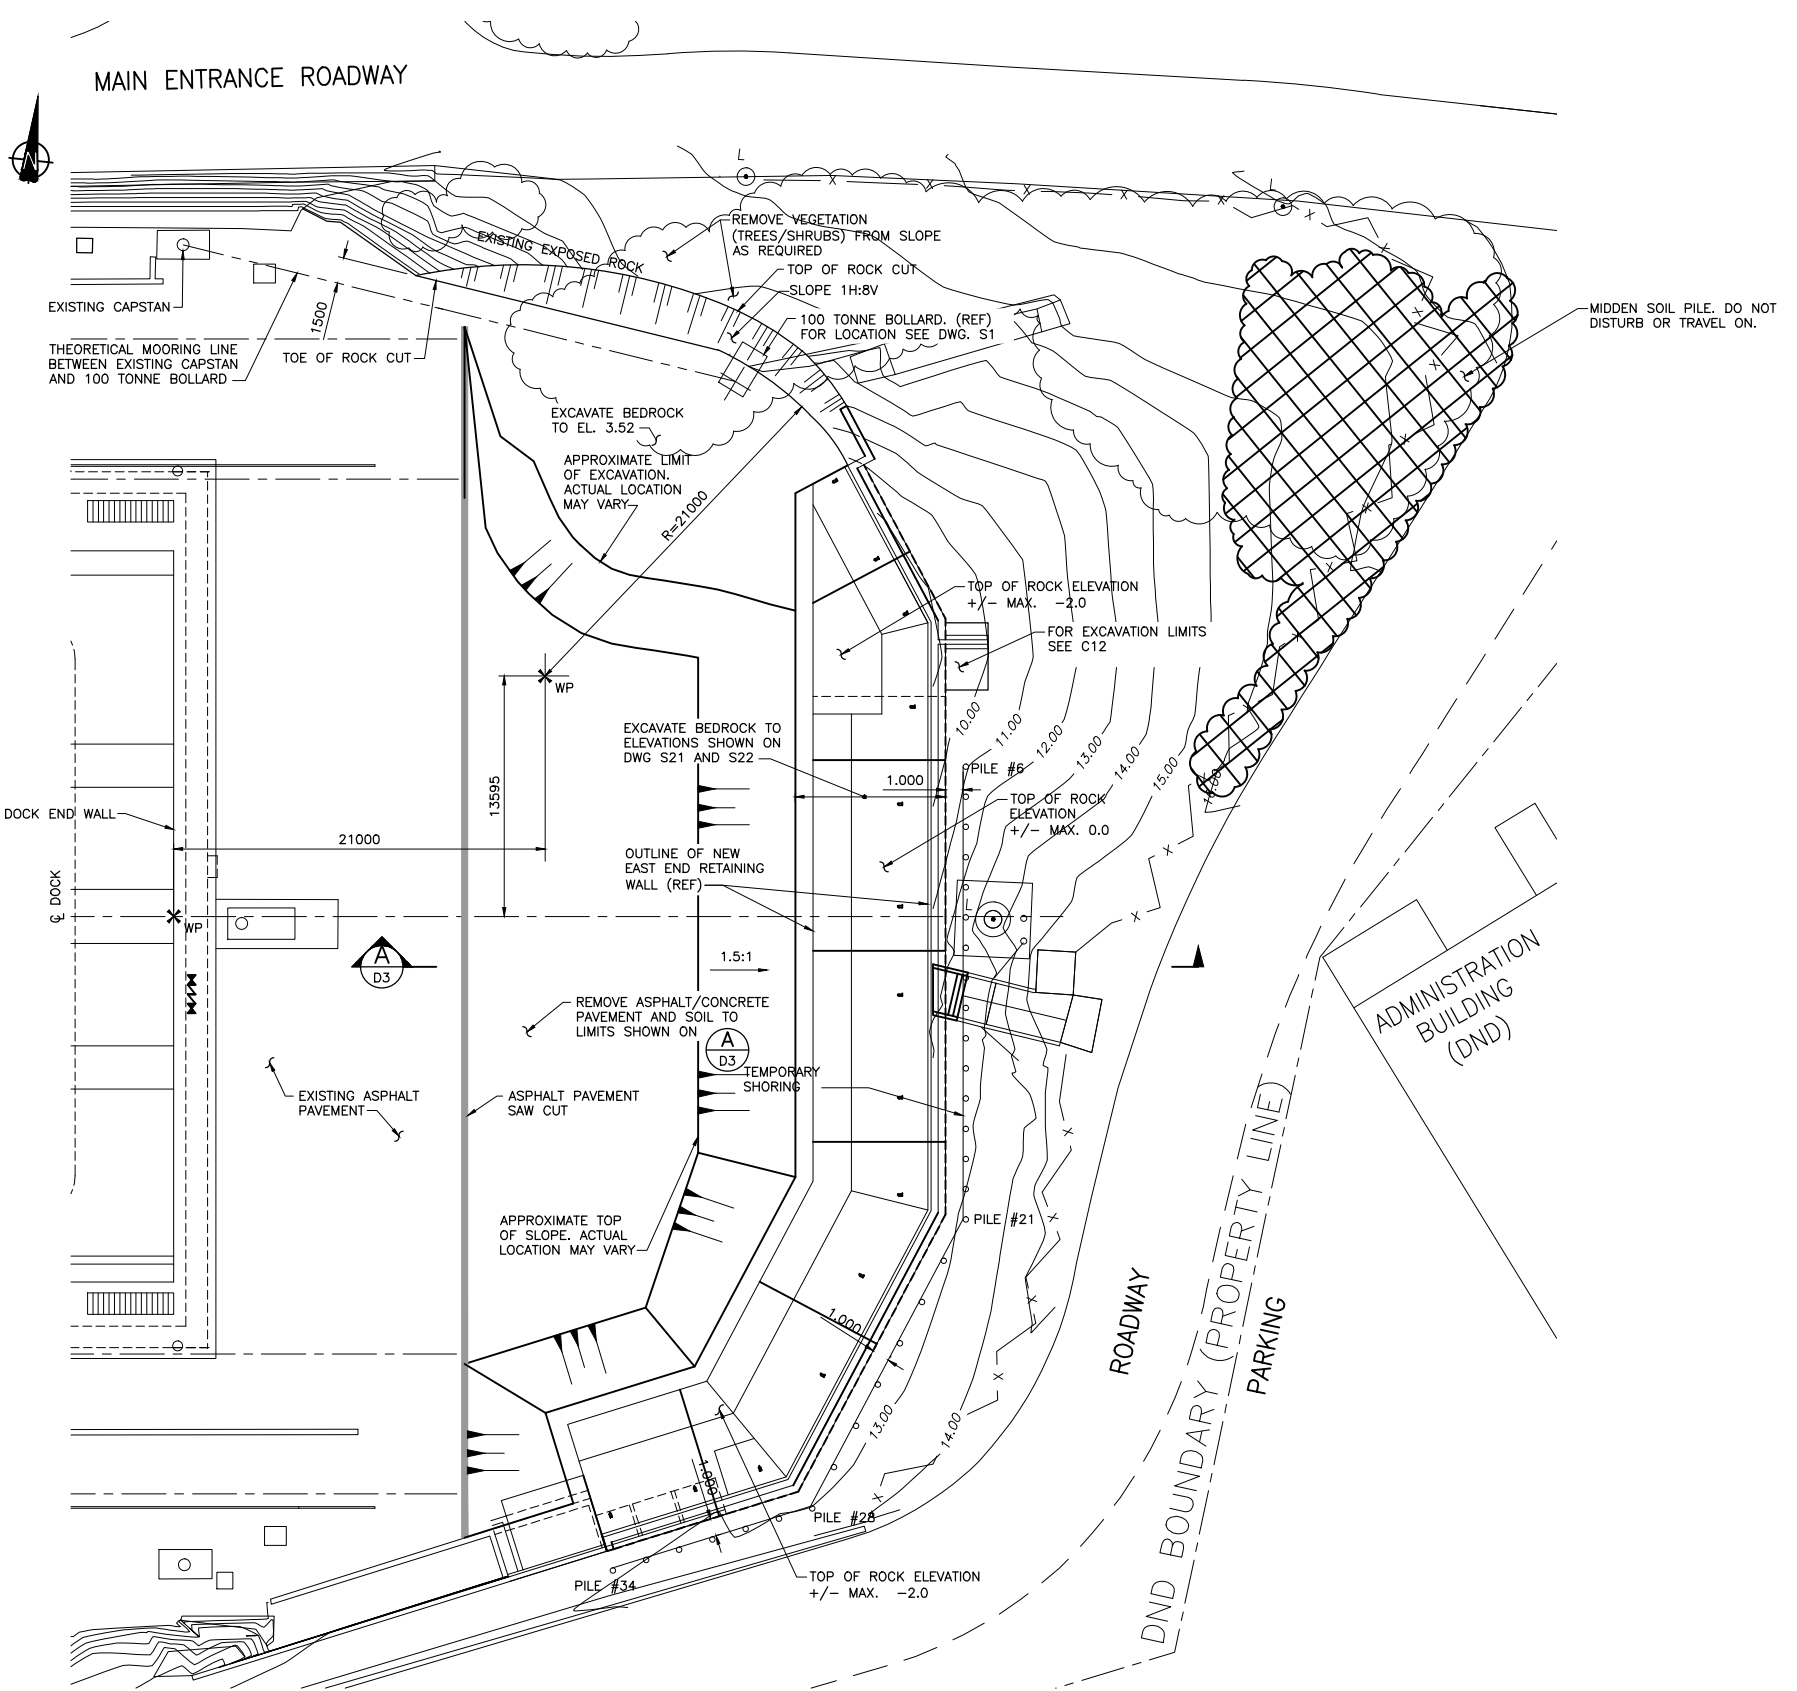 MAIN ENTRANCE ROADWAY
N
L
L
REMOVE VEGETATION
(TREES/SHRUBS) FROM SLOPE
AS REQUIRED
EXISTING EXPOSED ROCK
TOP OF ROCK CUT
SLOPE 1H:8V
100 TONNE BOLLARD. (REF)
FOR LOCATION SEE DWG. S1
MIDDEN SOIL PILE. DO NOT
DISTURB OR TRAVEL ON.
EXISTING CAPSTAN
1500
THEORETICAL MOORING LINE
BETWEEN EXISTING CAPSTAN
AND 100 TONNE BOLLARD
TOE OF ROCK CUT
EXCAVATE BEDROCK
TO EL. 3.52
APPROXIMATE LIMIT
OF EXCAVATION.
ACTUAL LOCATION
MAY VARY
R=21000
TOP OF ROCK ELEVATION
+/- MAX. -2.0
FOR EXCAVATION LIMITS
SEE C12
WP
10.00
11.00
12.00
13.00
14.00
15.00
16.00
EXCAVATE BEDROCK TO
ELEVATIONS SHOWN ON
DWG S21 AND S22
PILE #6
1.000
13595
TOP OF ROCK
ELEVATION
+/- MAX. 0.0
DOCK END WALL
21000
OUTLINE OF NEW
EAST END RETAINING
WALL (REF)
℄ DOCK
WP
L
A
D3
1.5:1
REMOVE ASPHALT/CONCRETE
PAVEMENT AND SOIL TO
LIMITS SHOWN ON
A
D3
ADMINISTRATION
BUILDING
(DND)
TEMPORARY
SHORING
EXISTING ASPHALT
PAVEMENT
ASPHALT PAVEMENT
SAW CUT
APPROXIMATE TOP
OF SLOPE. ACTUAL
LOCATION MAY VARY
PILE #21
1.000
ROADWAY
PARKING
DND BOUNDARY (PROPERTY LINE)
13.00
14.00
1.000
PILE #28
PILE #34
TOP OF ROCK ELEVATION
+/- MAX. -2.0